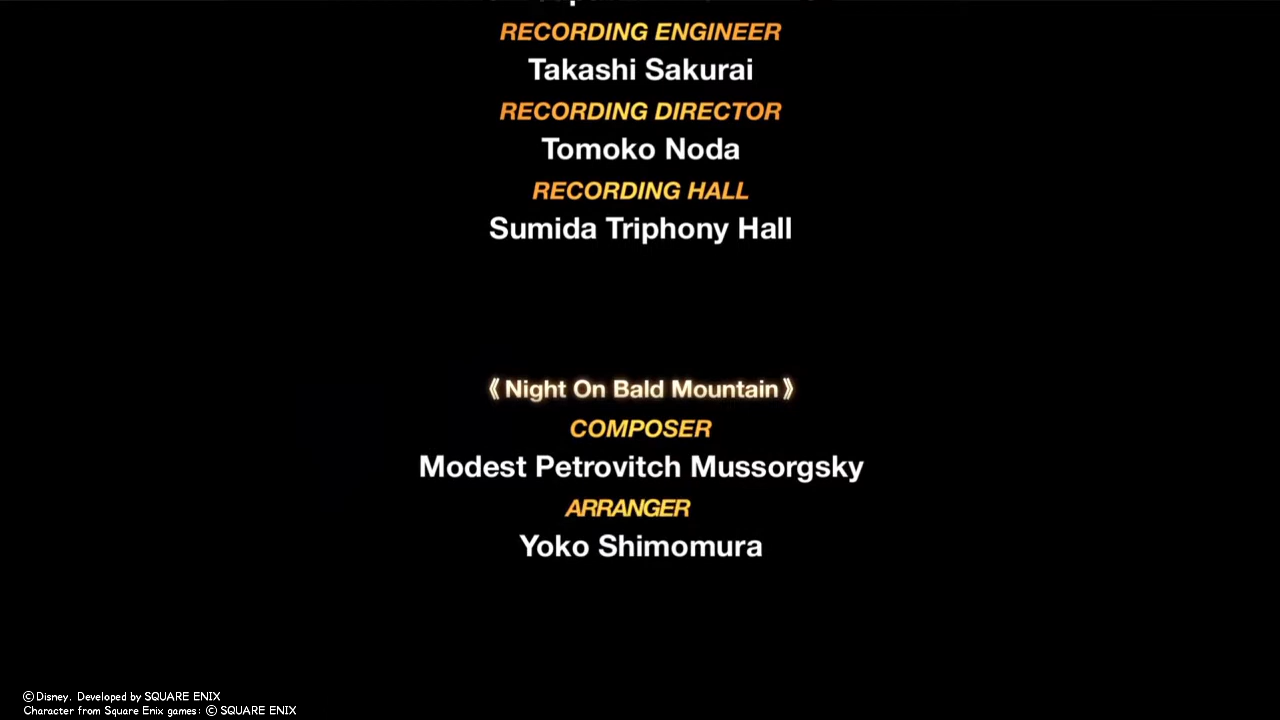 RECORDING ENGINEER
Takashi Sakurai
RECORDING DIRECTOR
Tomoko Noda
RECORDING HALL
Sumida Triphony Hall
《Night On Bald Mountain》
COMPOSER
Modest Petrovitch Mussorgsky
ARRANGER
Yoko Shimomura
©Disney. Developed by SQUARE ENIX
Character from Square Enix games: © SQUARE ENIX